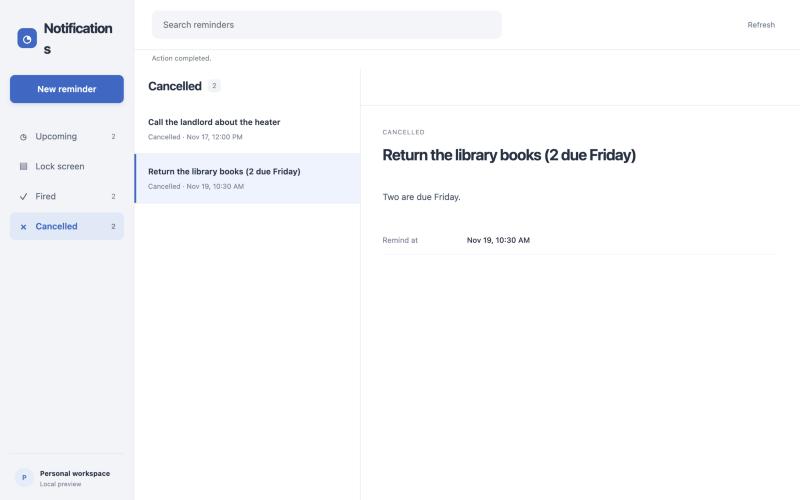 Notification
s
New reminder
Upcoming 2
Lock screen
Fired 2
Cancelled 2
P
Personal workspace
Local preview
Search reminders
Refresh
Action completed.
Cancelled 2
Call the landlord about the heater
Cancelled · Nov 17, 12:00 PM
Return the library books (2 due Friday)
Cancelled · Nov 19, 10:30 AM
CANCELLED
Return the library books (2 due Friday)
Two are due Friday.
Remind at Nov 19, 10:30 AM